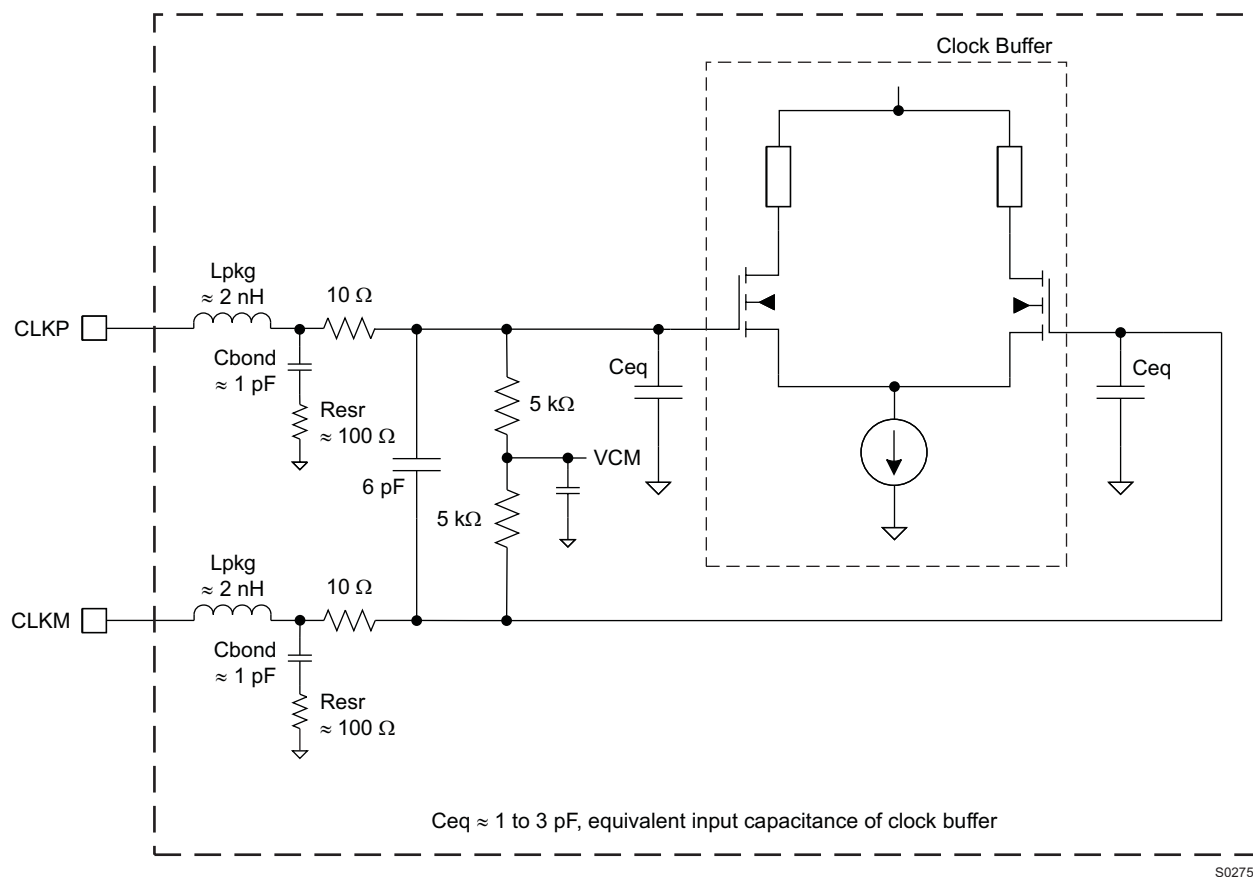 Clock Buffer
Lpkg
≈ 2 nH
10 Ω
CLKP
Cbond
≈ 1 pF
Resr
≈ 100 Ω
6 pF
5 kΩ
VCM
5 kΩ
Ceq
Ceq
Lpkg
≈ 2 nH
10 Ω
CLKM
Cbond
≈ 1 pF
Resr
≈ 100 Ω
Ceq ≈ 1 to 3 pF, equivalent input capacitance of clock buffer
S0275